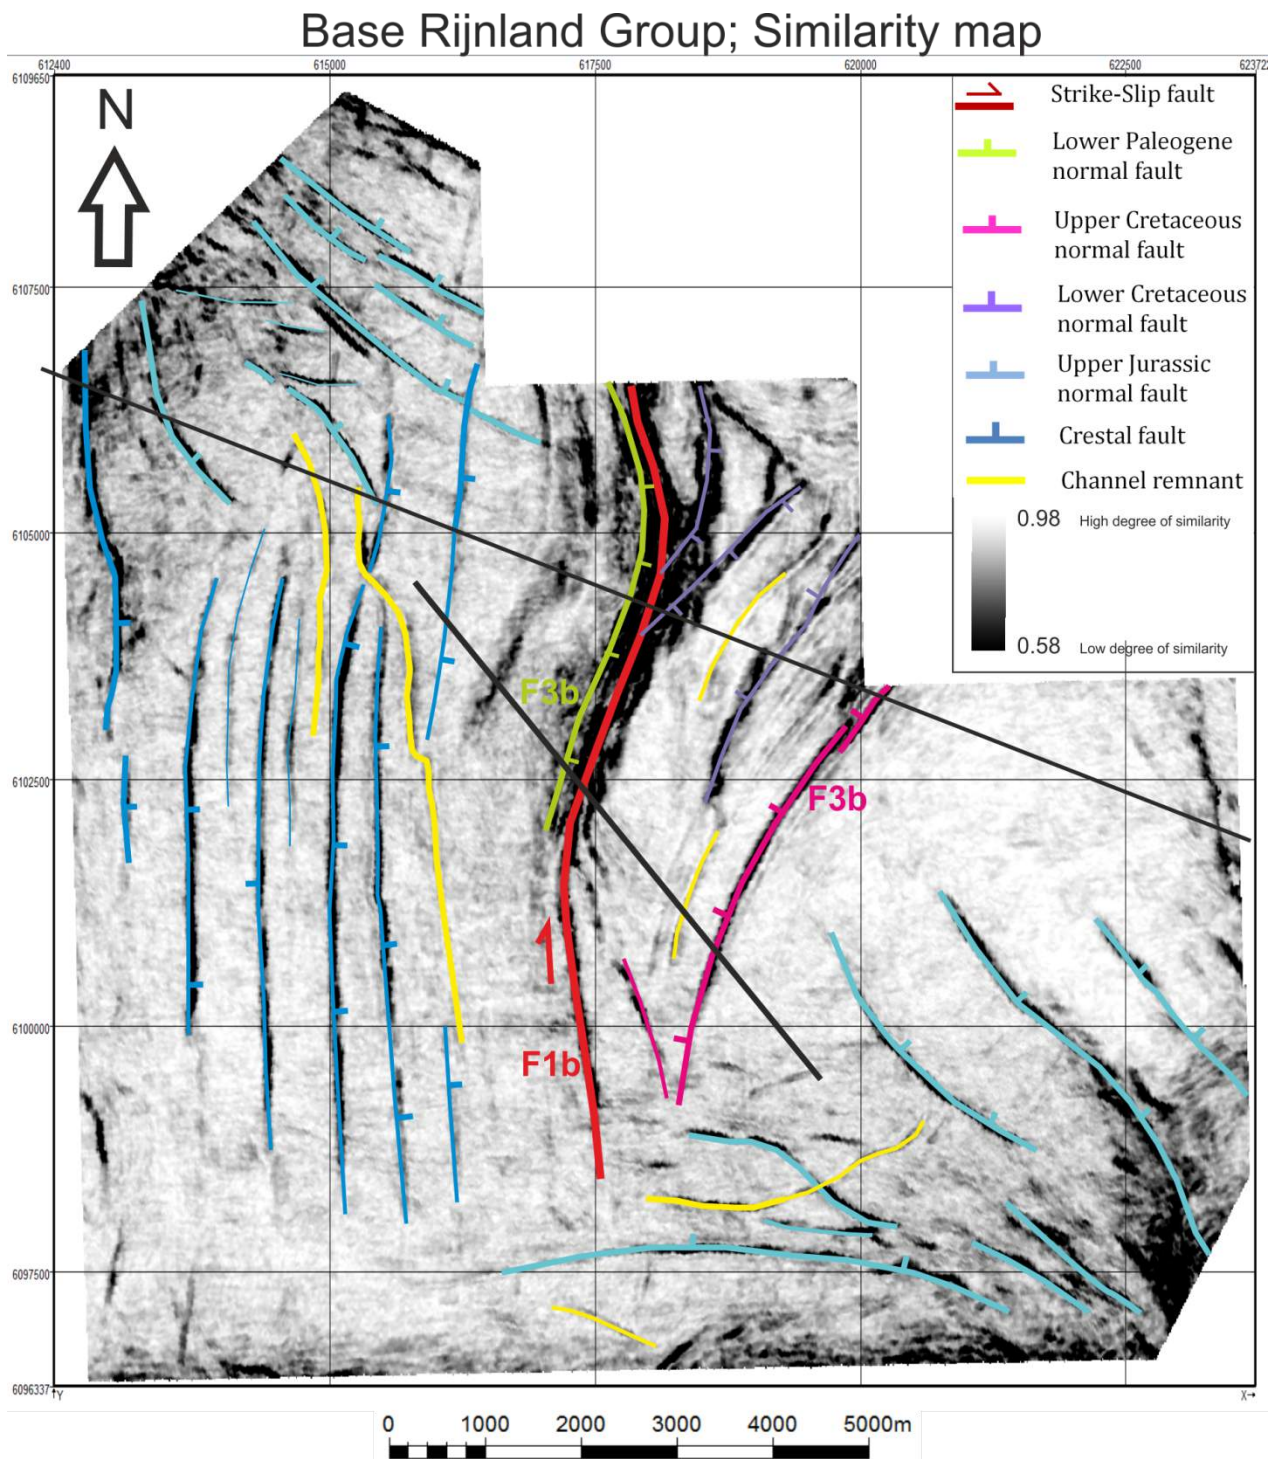 Base Rijnland Group; Similarity map
612400 615000 617500 620000 622500 623722
6109650
N
Strike-Slip fault
Lower Paleogene
normal fault
Upper Cretaceous
normal fault
Lower Cretaceous
normal fault
Upper Jurassic
normal fault
Crestal fault
Channel remnant
0.98 High degree of similarity
0.58 Low degree of similarity
6107500
6105000
F3b
6102500
F3b
6100000
F1b
6097500
6096337
Y X
0 1000 2000 3000 4000 5000m